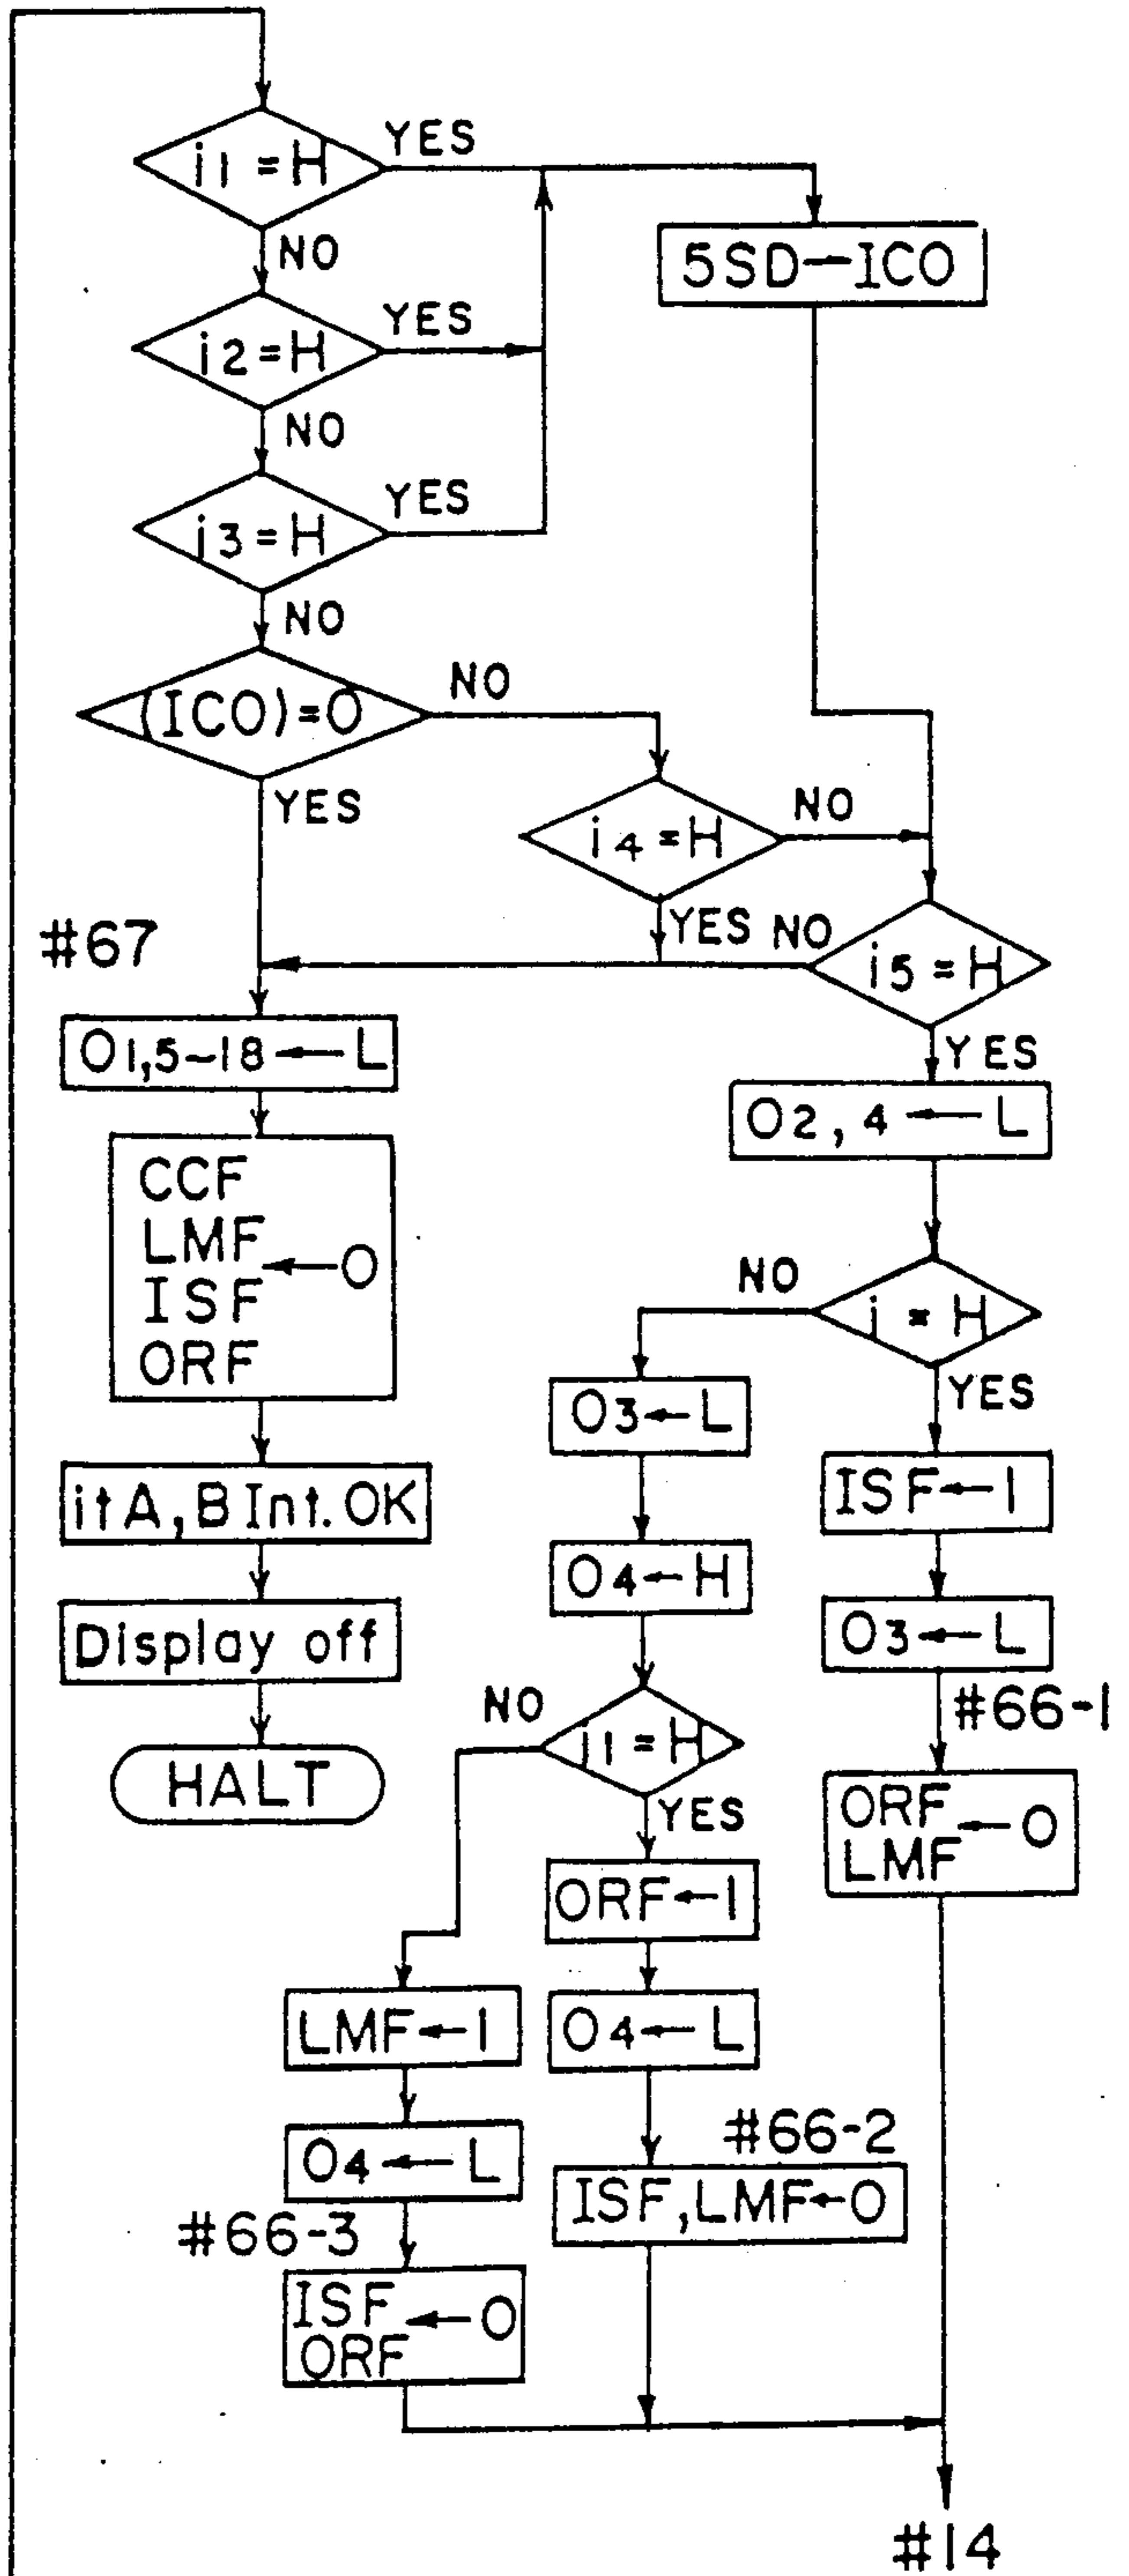 i1 = H
YES
NO
5SD—ICO
i2 = H
YES
NO
i3 = H
YES
NO
(ICO)=0
NO
YES
i4 = H
NO
YES
#67
i5 = H
NO
YES
O1,5~18 ← L
O2, 4 ← L
CCF
LMF
ISF
ORF
← 0
i = H
NO
YES
O3 ← L
ISF ← 1
itA, B Int. OK
O4 ← H
O3 ← L
Display off
#66-1
i1 = H
NO
YES
HALT
ORF
LMF
← 0
ORF ← 1
LMF ← 1
O4 ← L
#66-2
O4 ← L
ISF, LMF ← 0
#66-3
ISF
ORF
← 0
#14